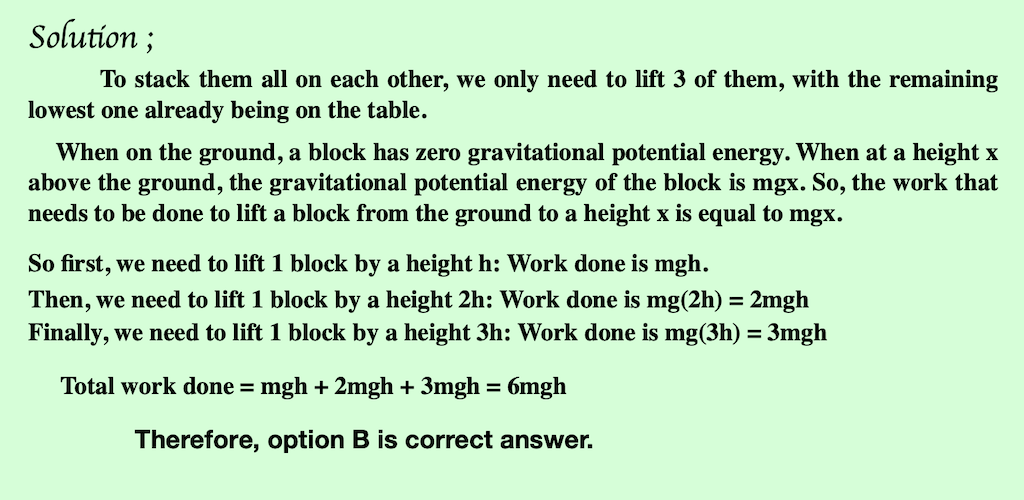 Solution ;
To stack them all on each other, we only need to lift 3 of them, with the remaining
lowest one already being on the table.
When on the ground, a block has zero gravitational potential energy. When at a height x
above the ground, the gravitational potential energy of the block is mgx. So, the work that
needs to be done to lift a block from the ground to a height x is equal to mgx.
So first, we need to lift 1 block by a height h: Work done is mgh.
Then, we need to lift 1 block by a height 2h: Work done is mg(2h) = 2mgh
Finally, we need to lift 1 block by a height 3h: Work done is mg(3h) = 3mgh
Total work done = mgh + 2mgh + 3mgh = 6mgh
Therefore, option B is correct answer.